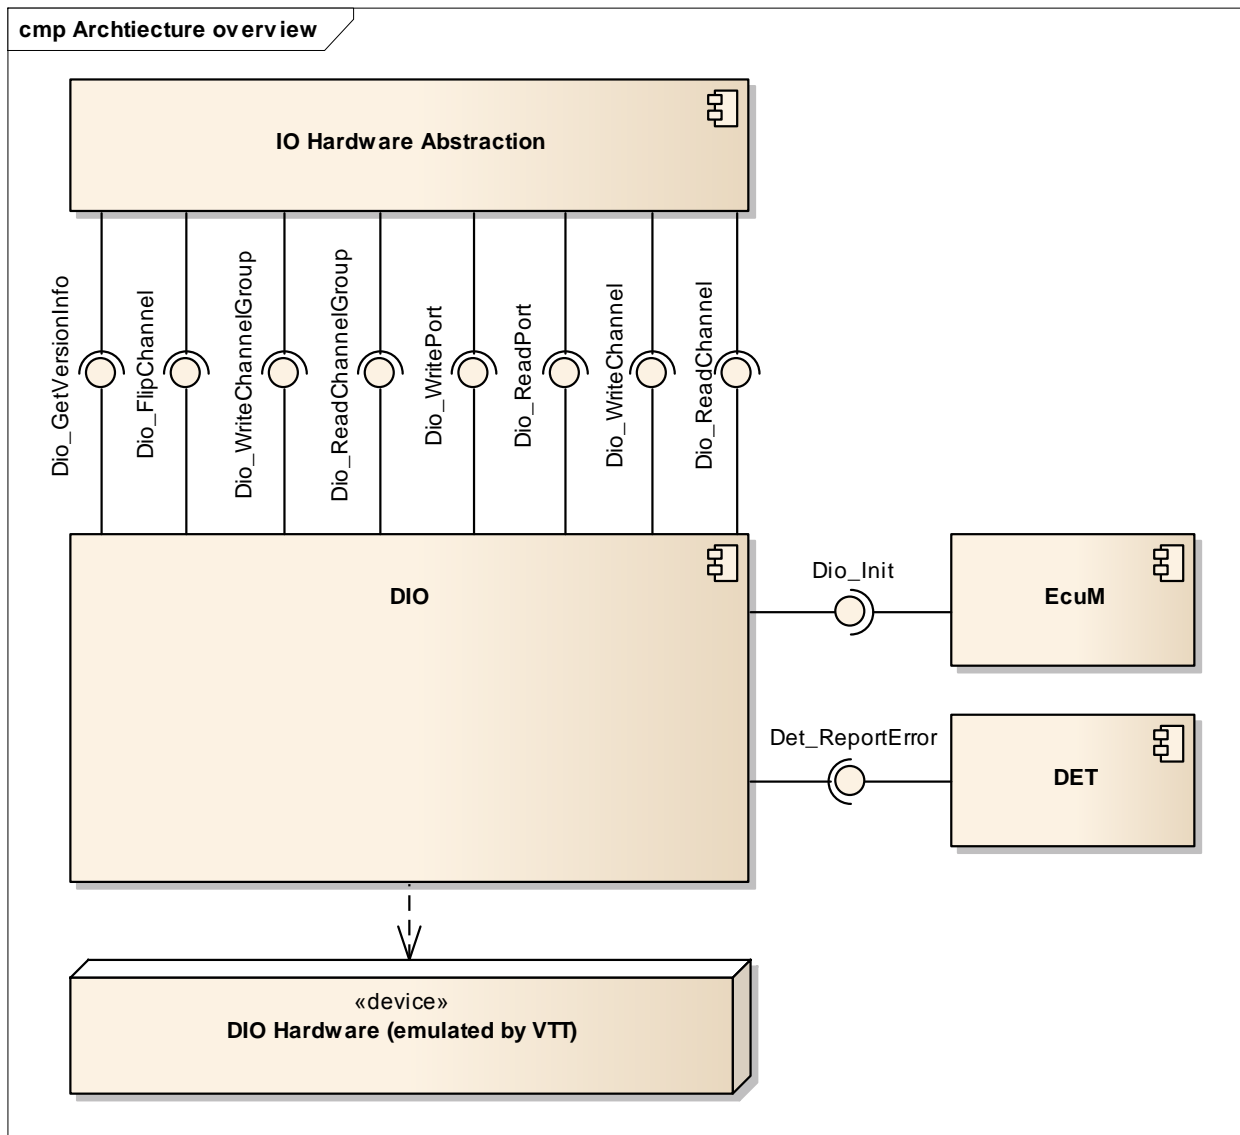 cmp Archtiecture overview
IO Hardware Abstraction
Dio_GetVersionInfo
Dio_FlipChannel
Dio_WriteChannelGroup
Dio_ReadChannelGroup
Dio_WritePort
Dio_ReadPort
Dio_WriteChannel
Dio_ReadChannel
DIO
Dio_Init
EcuM
Det_ReportError
DET
«device»
DIO Hardware (emulated by VTT)